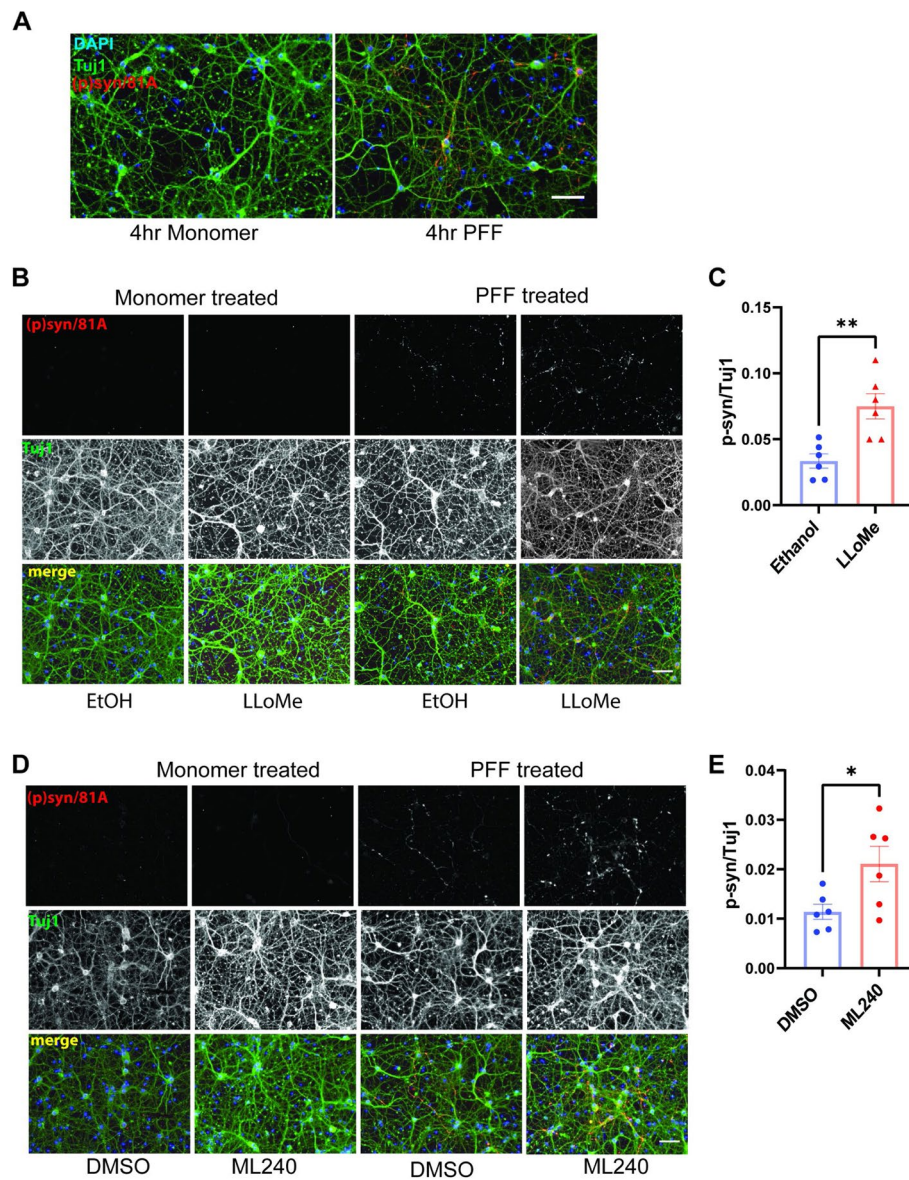 A
DAPI
Tuj1
(p)syn/81A
4hr Monomer 4hr PFF
B
Monomer treated PFF treated
(p)syn/81A
Tuj1
merge
EtOH LLoMe EtOH LLoMe
C
0.15
**
0.10
p-syn/Tuj1
0.05
0.00
Ethanol LLoMe
D
Monomer treated PFF treated
(p)syn/81A
Tuj1
merge
DMSO ML240 DMSO ML240
E
0.04
*
0.03
p-syn/Tuj1
0.02
0.01
0.00
DMSO ML240